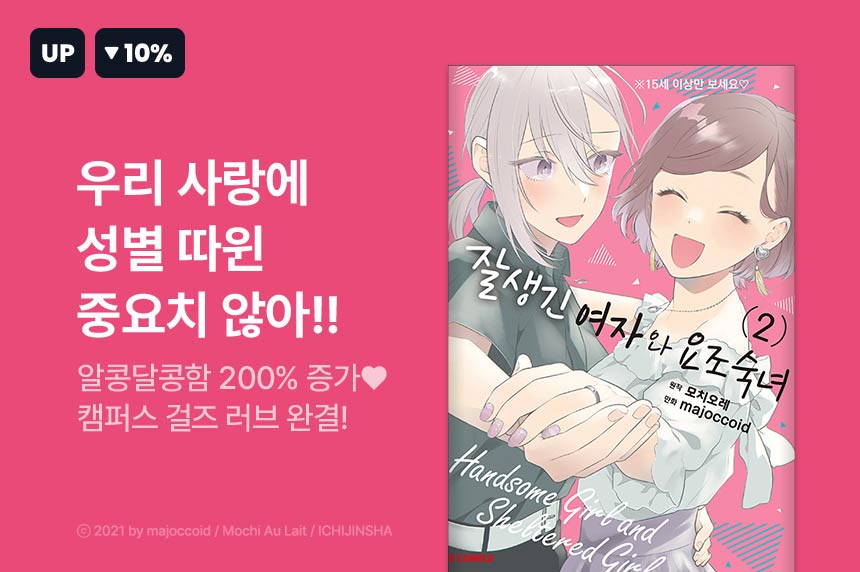 UP ▼10%
우리 사랑에
성별 따윈
중요치 않아!!
알콩달콩함 200% 증가♥
캠퍼스 걸즈 러브 완결!
ⓒ 2021 by majoccoid / Mochi Au Lait / ICHIJINSHA
※15세 이상만 보세요♡
잘생긴 여자와 요조숙녀 (2)
원작 모치오레
만화 majoccoid
Handsome Girl and
Sheltered Girl